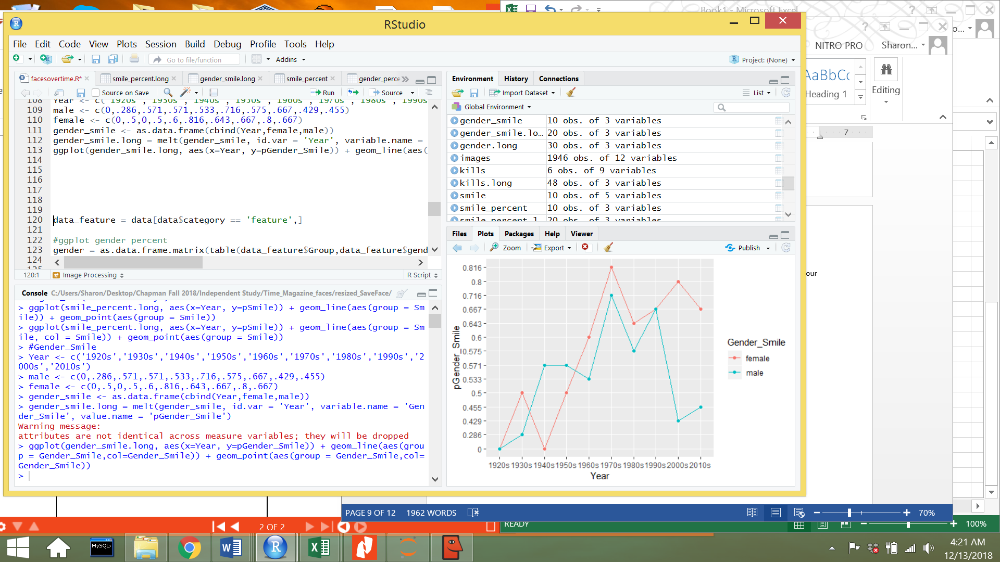 Book1 - Microsoft Excel
RStudio
File Edit Code View Plots Session Build Debug Profile Tools Help
Go to file/function
Addins
Project: (None)
NITRO PRO
Sharon...
facesovertime.R*
smile_percent.long
gender_smile.long
smile_percent
gender_perce
Source on Save
Run
Source
108 Year <- c('1920s','1930s','1940s','1950s','1960s','1970s','1980s','1990s
109 male <- c(0,.286,.571,.571,.533,.716,.575,.667,.429,.455)
110 female <- c(0,.5,0,.5,.6,.816,.643,.667,.8,.667)
111 gender_smile <- as.data.frame(cbind(Year,female,male))
112 gender_smile.long = melt(gender_smile, id.var = 'Year', variable.name =
113 ggplot(gender_smile.long, aes(x=Year, y=pGender_Smile)) + geom_line(aes(
114
115
116
117
118
119
120 data_feature = data[data$category == 'feature',]
121
122 #ggplot gender percent
123 gender = as.data.frame.matrix(table(data_feature$Group,data_feature$gend
124
120:1
Image Processing
R Script
Console C:/Users/Sharon/Desktop/Chapman Fall 2018/Independent Study/Time_Magazine_faces/resized_SaveFace/
> ggplot(smile_percent.long, aes(x=Year, y=pSmile)) + geom_line(aes(group = Sm
ile)) + geom_point(aes(group = Smile))
> ggplot(smile_percent.long, aes(x=Year, y=pSmile)) + geom_line(aes(group = Sm
ile, col = Smile)) + geom_point(aes(group = Smile))
> #Gender_Smile
> Year <- c('1920s','1930s','1940s','1950s','1960s','1970s','1980s','1990s','2
000s','2010s')
> male <- c(0,.286,.571,.571,.533,.716,.575,.667,.429,.455)
> female <- c(0,.5,0,.5,.6,.816,.643,.667,.8,.667)
> gender_smile <- as.data.frame(cbind(Year,female,male))
> gender_smile.long = melt(gender_smile, id.var = 'Year', variable.name = 'Gen
der_Smile', value.name = 'pGender_Smile')
Warning message:
attributes are not identical across measure variables; they will be dropped
> ggplot(gender_smile.long, aes(x=Year, y=pGender_Smile)) + geom_line(aes(grou
p = Gender_Smile,col=Gender_Smile)) + geom_point(aes(group = Gender_Smile,col=
Gender_Smile))
>
Environment History Connections
Import Dataset
List
Global Environment
gender_smile 10 obs. of 3 variables
gender_smile.lo... 20 obs. of 3 variables
gender.long 30 obs. of 3 variables
images 1946 obs. of 12 variables
kills 6 obs. of 9 variables
kills.long 48 obs. of 3 variables
smile 10 obs. of 5 variables
smile_percent 10 obs. of 3 variables
smile_percent.l 20 obs. of 3 variables
Files Plots Packages Help Viewer
Zoom
Export
Publish
0.816
0.8
0.716
0.667
0.643
0.6
0.575
0.571
0.533
0.5
0.455
0.429
0.286
0
pGender_Smile
1920s 1930s 1940s 1950s 1960s 1970s 1980s 1990s 2000s 2010s
Year
Gender_Smile
female
male
AaBbCc
Heading 1
Editing
7
our
PAGE 9 OF 12
1962 WORDS
70%
2 OF 2
READY
100%
MySQL>
4:21 AM
12/13/2018